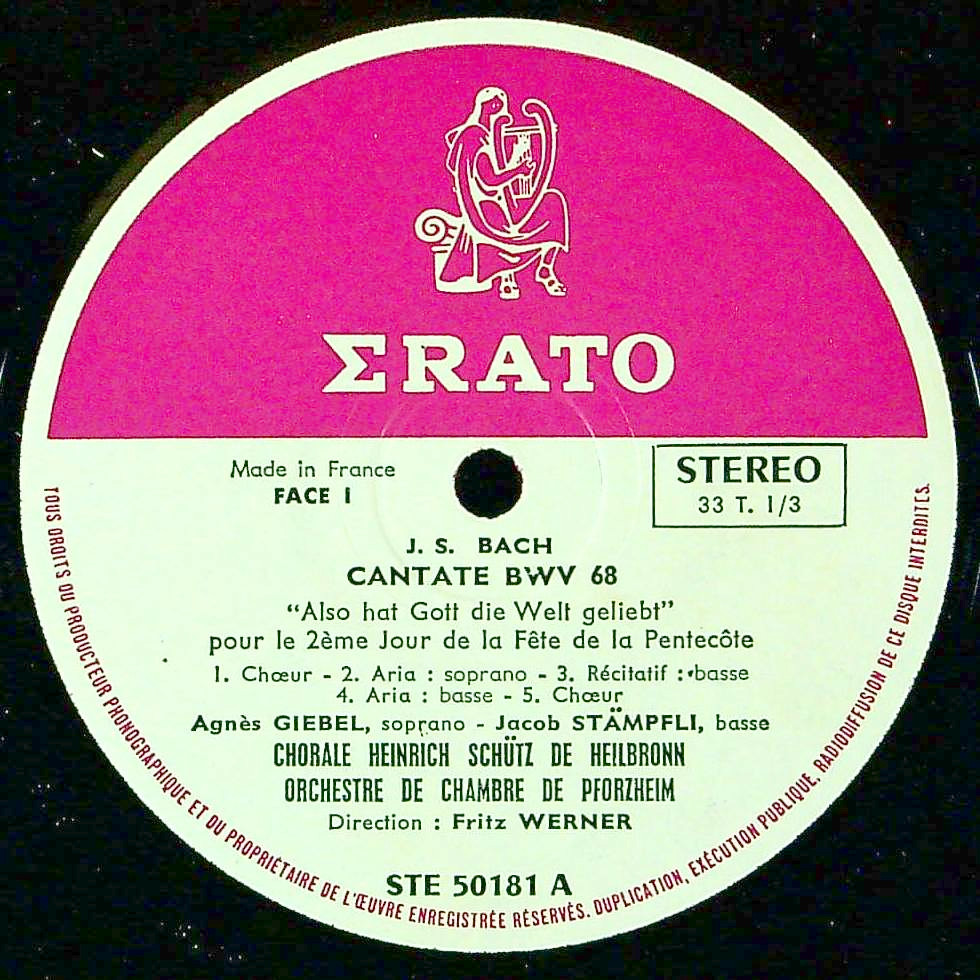 ΣRATO
Made in France
FACE 1
STEREO
33 T. 1/3
J. S. BACH
CANTATE BWV 68
“Also hat Gott die Welt geliebt”
pour le 2ème Jour de la Fête de la Pentecôte
1. Chœur - 2. Aria : soprano - 3. Récitatif : basse
4. Aria : basse - 5. Chœur
Agnès GIEBEL, soprano - Jacob STÄMPFLI, basse
CHORALE HEINRICH SCHÜTZ DE HEILBRONN
ORCHESTRE DE CHAMBRE DE PFORZHEIM
Direction : Fritz WERNER
STE 50181 A
TOUS DROITS DU PRODUCTEUR PHONOGRAPHIQUE ET DU PROPRIÉTAIRE DE L'ŒUVRE ENREGISTRÉE RÉSERVÉS. DUPLICATION, EXÉCUTION PUBLIQUE, RADIODIFFUSION DE CE DISQUE INTERDITES.